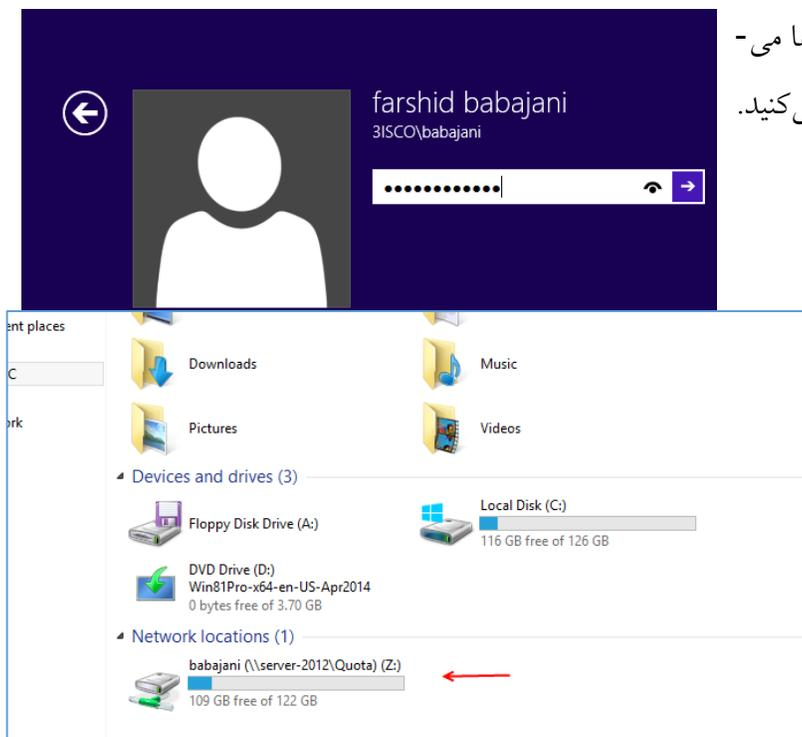 ا می-
کنید.
farshid babajani
3ISCO\babajani
ent places
Downloads
Music
C
ork
Pictures
Videos
Devices and drives (3)
Floppy Disk Drive (A:)
Local Disk (C:)
116 GB free of 126 GB
DVD Drive (D:)
Win81Pro-x64-en-US-Apr2014
0 bytes free of 3.70 GB
Network locations (1)
babajani (\\server-2012\Quota) (Z:)
109 GB free of 122 GB